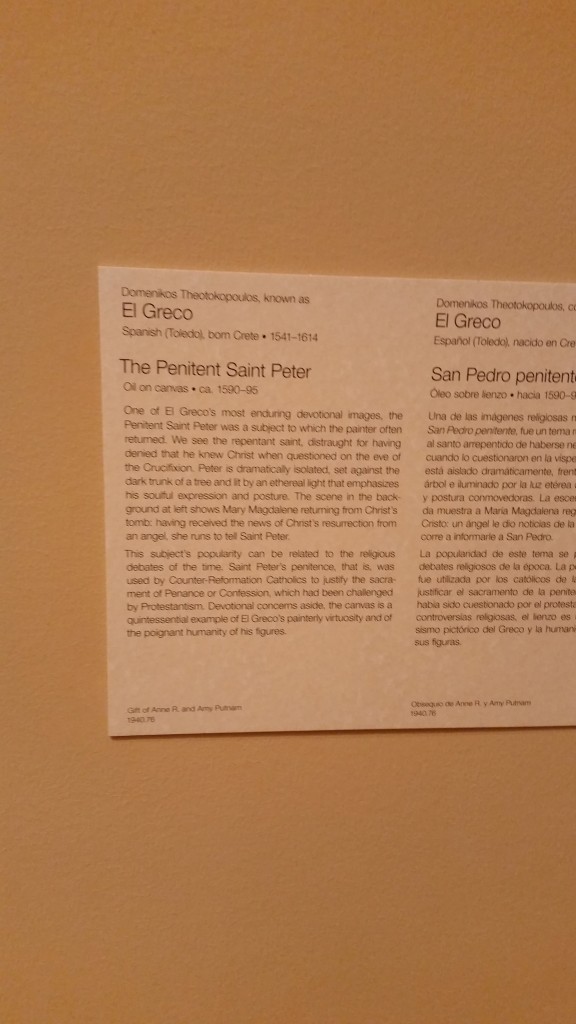 Domenikos Theotokopoulos, known as
El Greco
Spanish (Toledo), born Crete • 1541–1614
The Penitent Saint Peter
Oil on canvas • ca. 1590–95
One of El Greco's most enduring devotional images, the
Penitent Saint Peter was a subject to which the painter often
returned. We see the repentant saint, distraught for having
denied that he knew Christ when questioned on the eve of
the Crucifixion. Peter is dramatically isolated, set against the
dark trunk of a tree and lit by an ethereal light that emphasizes
his soulful expression and posture. The scene in the back-
ground at left shows Mary Magdalene returning from Christ's
tomb: having received the news of Christ's resurrection from
an angel, she runs to tell Saint Peter.
This subject's popularity can be related to the religious
debates of the time. Saint Peter's penitence, that is, was
used by Counter-Reformation Catholics to justify the sacra-
ment of Penance or Confession, which had been challenged
by Protestantism. Devotional concerns aside, the canvas is a
quintessential example of El Greco's painterly virtuosity and of
the poignant humanity of his figures.
Gift of Anne R. and Amy Putnam
1940.76
Domenikos Theotokopoulos,
El Greco
Español (Toledo), nacido en
San Pedro
Óleo sobre lienzo • hacia
Una de las imágenes religiosas
San Pedro penitente, fue un tema
al santo arrepentido de haberse
cuando lo cuestionaron en la
está aislado dramáticamente,
árbol e iluminado por la luz etérea
y postura conmovedoras. La
da muestra a María Magdalena
Cristo: un ángel le dio noticias de la
corre a informarle a San Pedro.
La popularidad de este tema se
debates religiosos de la época. La
fue utilizada por los católicos de
justificar el sacramento de la
había sido cuestionado por el
controversias religiosas, el lienzo es
sismo pictórico del Greco y la
sus figuras.
Obsequio de Anne R. y Amy Putnam
1940.76